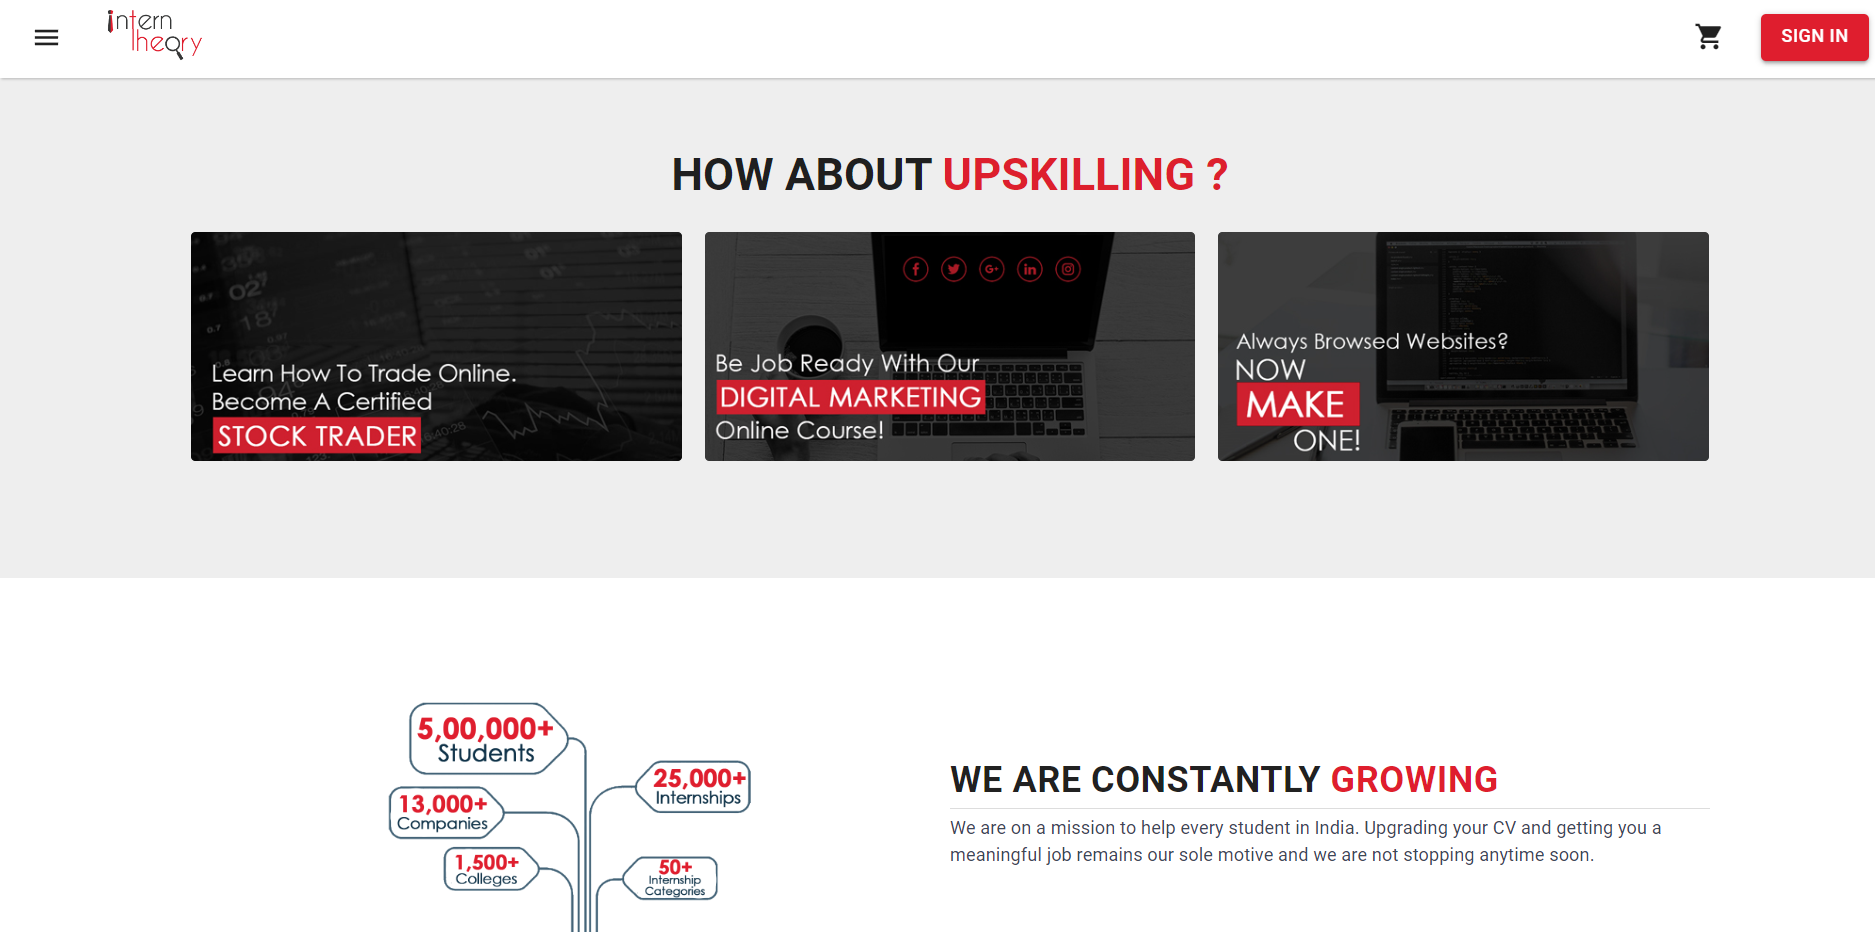 intern
theory
SIGN IN
HOW ABOUT UPSKILLING ?
Learn How To Trade Online.
Become A Certified
STOCK TRADER
Be Job Ready With Our
DIGITAL MARKETING
Online Course!
Always Browsed Websites?
NOW
MAKE
ONE!
5,00,000+
Students
25,000+
Internships
13,000+
Companies
1,500+
Colleges
50+
Internship
Categories
WE ARE CONSTANTLY GROWING
We are on a mission to help every student in India. Upgrading your CV and getting you a
meaningful job remains our sole motive and we are not stopping anytime soon.